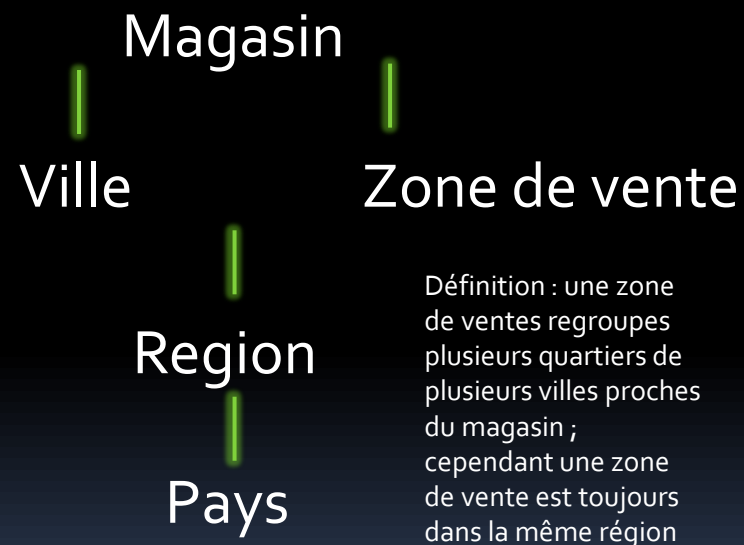 Magasin
Ville
Zone de vente
Region
Pays
Définition : une zone
de ventes regroupes
plusieurs quartiers de
plusieurs villes proches
du magasin ;
cependant une zone
de vente est toujours
dans la même région